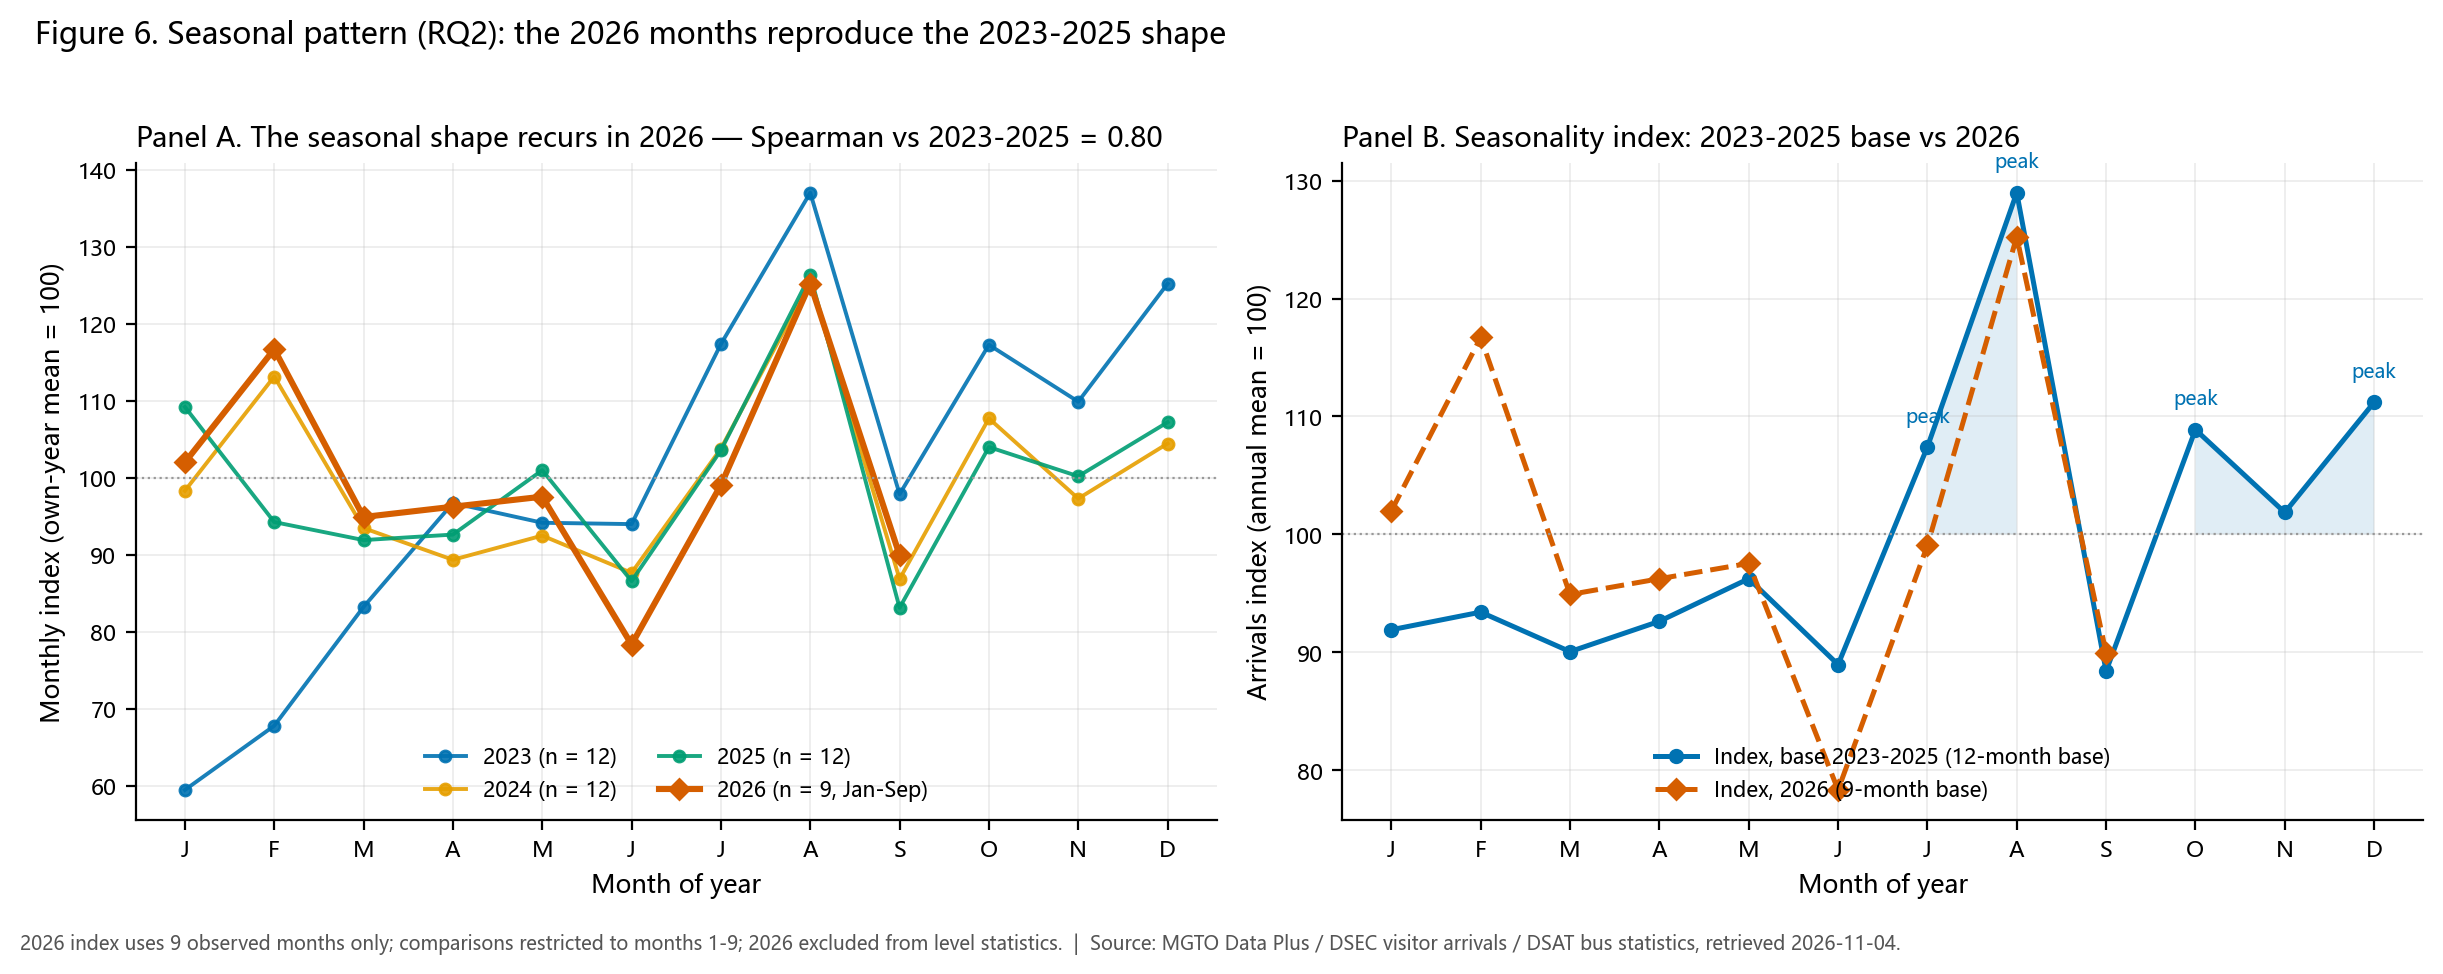 Figure 6. Seasonal pattern (RQ2): the 2026 months reproduce the 2023-2025 shape
Panel A. The seasonal shape recurs in 2026 — Spearman vs 2023-2025 = 0.80
140
130
120
110
100
90
80
70
60
Monthly index (own-year mean = 100)
2023 (n = 12)
2024 (n = 12)
2025 (n = 12)
2026 (n = 9, Jan-Sep)
J F M A M J J A S O N D
Month of year
Panel B. Seasonality index: 2023-2025 base vs 2026
130
120
110
100
90
80
Arrivals index (annual mean = 100)
peak
peak
peak
peak
Index, base 2023-2025 (12-month base)
Index, 2026 (9-month base)
J F M A M J J A S O N D
Month of year
2026 index uses 9 observed months only; comparisons restricted to months 1-9; 2026 excluded from level statistics. | Source: MGTO Data Plus / DSEC visitor arrivals / DSAT bus statistics, retrieved 2026-11-04.